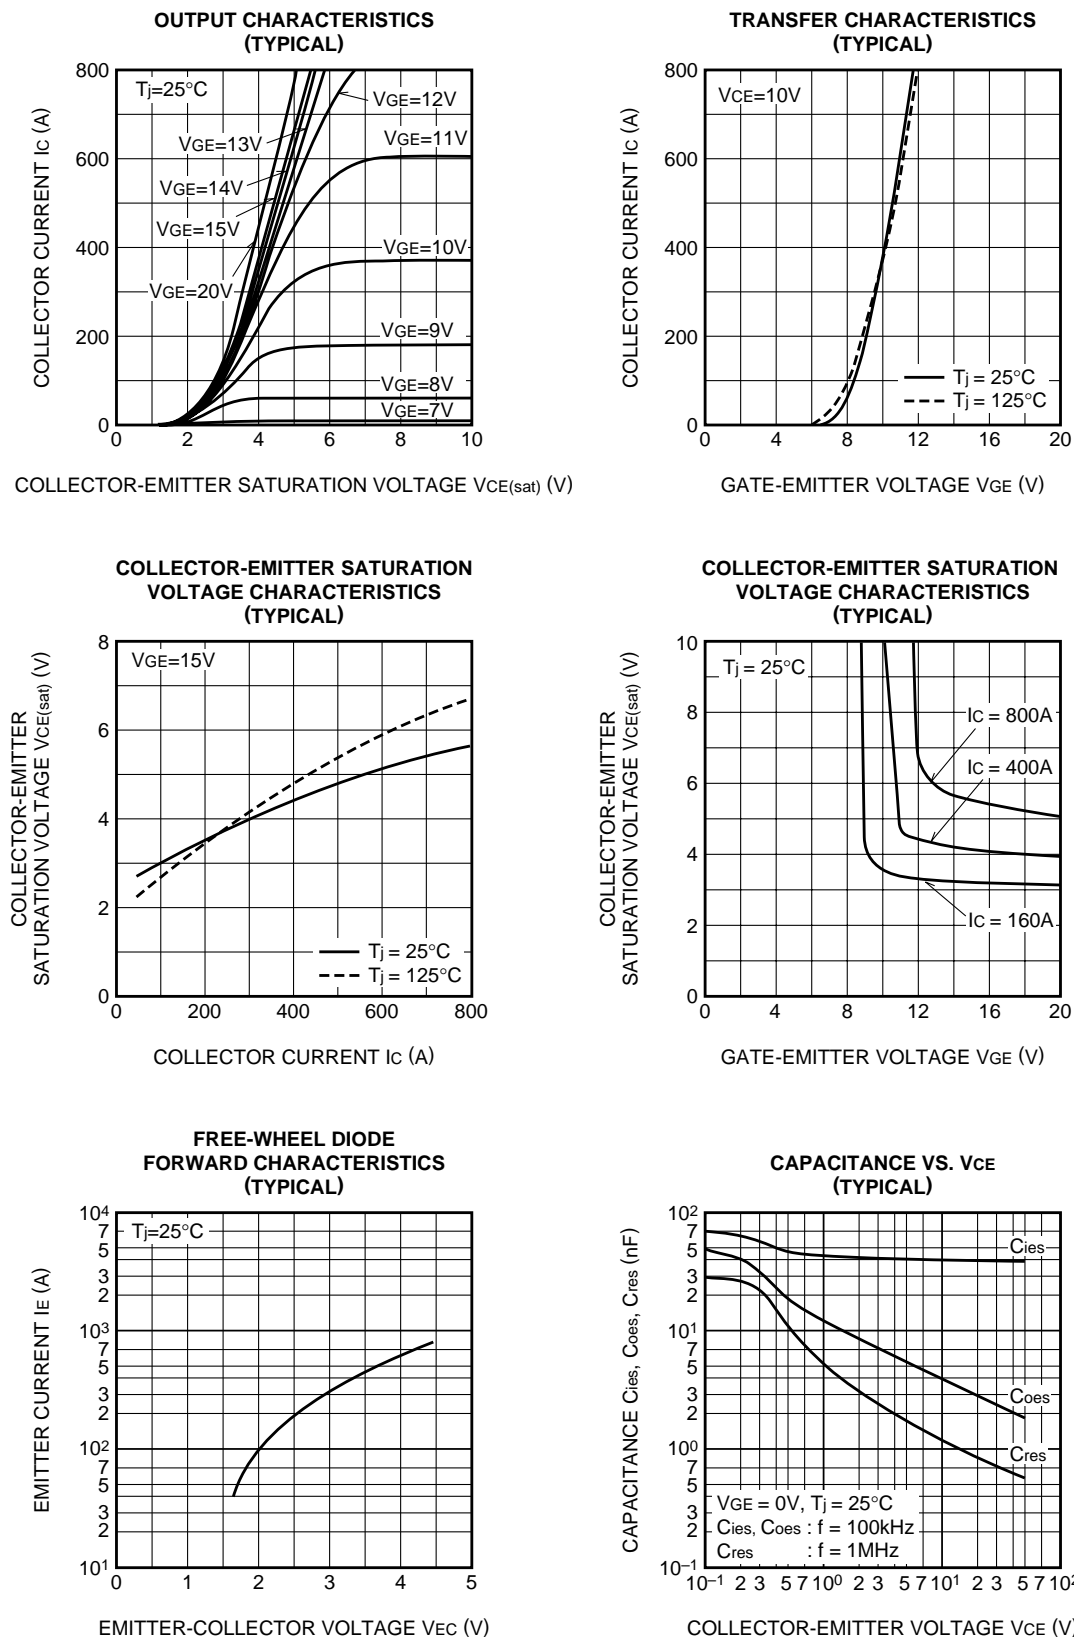 OUTPUT CHARACTERISTICS
(TYPICAL)
800
600
400
200
0
COLLECTOR CURRENT IC (A)
Tj=25°C
VGE=12V
VGE=13V
VGE=11V
VGE=14V
VGE=15V
VGE=10V
VGE=20V
VGE=9V
VGE=8V
VGE=7V
0 2 4 6 8 10
COLLECTOR-EMITTER SATURATION VOLTAGE VCE(sat) (V)
TRANSFER CHARACTERISTICS
(TYPICAL)
800
600
400
200
0
COLLECTOR CURRENT IC (A)
VCE=10V
Tj = 25°C
Tj = 125°C
0 4 8 12 16 20
GATE-EMITTER VOLTAGE VGE (V)
COLLECTOR-EMITTER SATURATION
VOLTAGE CHARACTERISTICS
(TYPICAL)
8
6
4
2
0
COLLECTOR-EMITTER
SATURATION VOLTAGE VCE(sat) (V)
VGE=15V
Tj = 25°C
Tj = 125°C
0 200 400 600 800
COLLECTOR CURRENT IC (A)
COLLECTOR-EMITTER SATURATION
VOLTAGE CHARACTERISTICS
(TYPICAL)
10
8
6
4
2
0
COLLECTOR-EMITTER
SATURATION VOLTAGE VCE(sat) (V)
Tj = 25°C
IC = 800A
IC = 400A
IC = 160A
0 4 8 12 16 20
GATE-EMITTER VOLTAGE VGE (V)
FREE-WHEEL DIODE
FORWARD CHARACTERISTICS
(TYPICAL)
10⁴
7
5
3
2
10³
7
5
3
2
10²
7
5
3
2
10¹
EMITTER CURRENT IE (A)
Tj=25°C
0 1 2 3 4 5
EMITTER-COLLECTOR VOLTAGE VEC (V)
CAPACITANCE VS. VCE
(TYPICAL)
10²
7
5
3
2
10¹
7
5
3
2
10⁰
7
5
3
2
10⁻¹
CAPACITANCE Cies, Coes, Cres (nF)
Cies
Coes
Cres
VGE = 0V, Tj = 25°C
Cies, Coes : f = 100kHz
Cres : f = 1MHz
10⁻¹ 2 3 5 7 10⁰ 2 3 5 7 10¹ 2 3 5 7 10²
COLLECTOR-EMITTER VOLTAGE VCE (V)